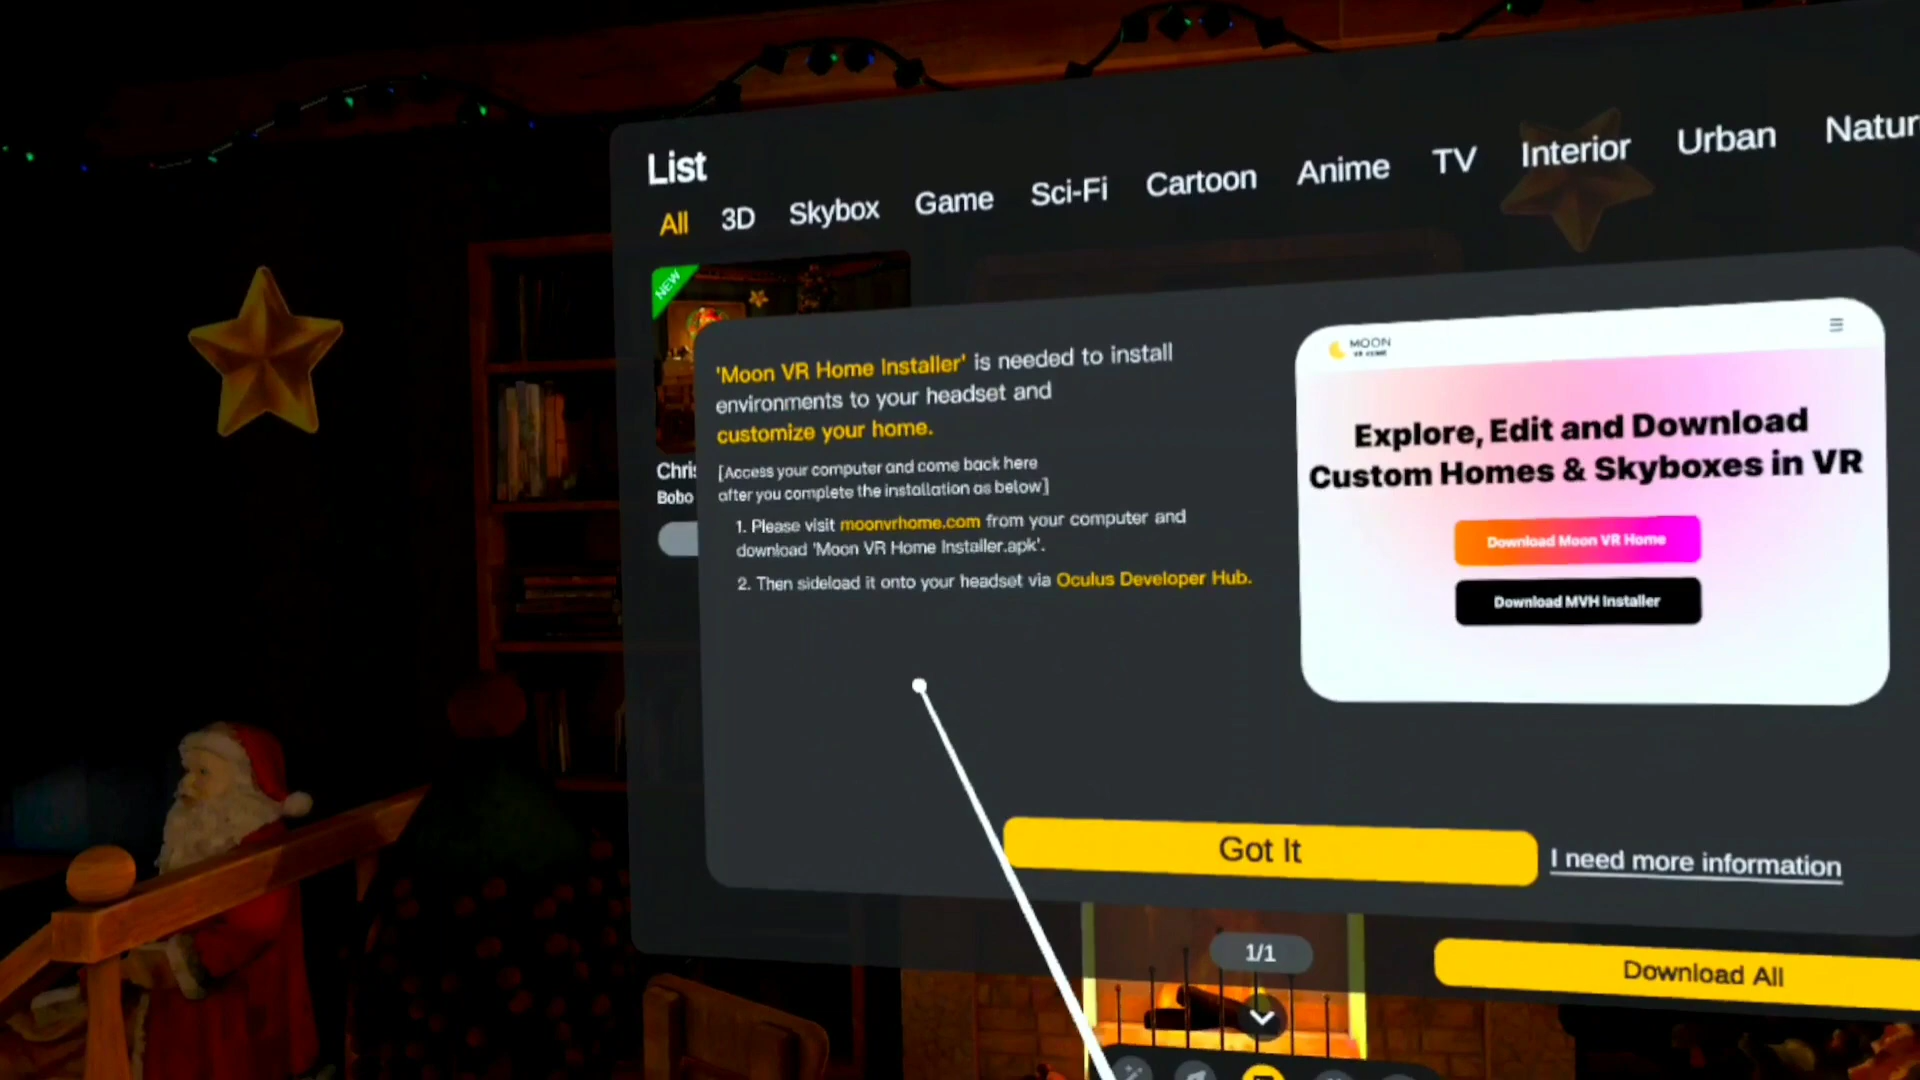 List
All 3D Skybox Game Sci-Fi Cartoon Anime TV Interior Urban
NEW
'Moon VR Home Installer' is needed to install
environments to your headset and
customize your home.
[Access your computer and come back here
after you complete the installation as below]
1. Please visit moonvrhome.com from your computer and
download 'Moon VR Home Installer.apk'.
2. Then sideload it onto your headset via Oculus Developer Hub.
Bobo
MOON
VR HOME
Explore, Edit and Download
Custom Homes & Skyboxes in VR
Download Moon VR Home
Download MVH Installer
Got It
I need more information
1/1
Download All